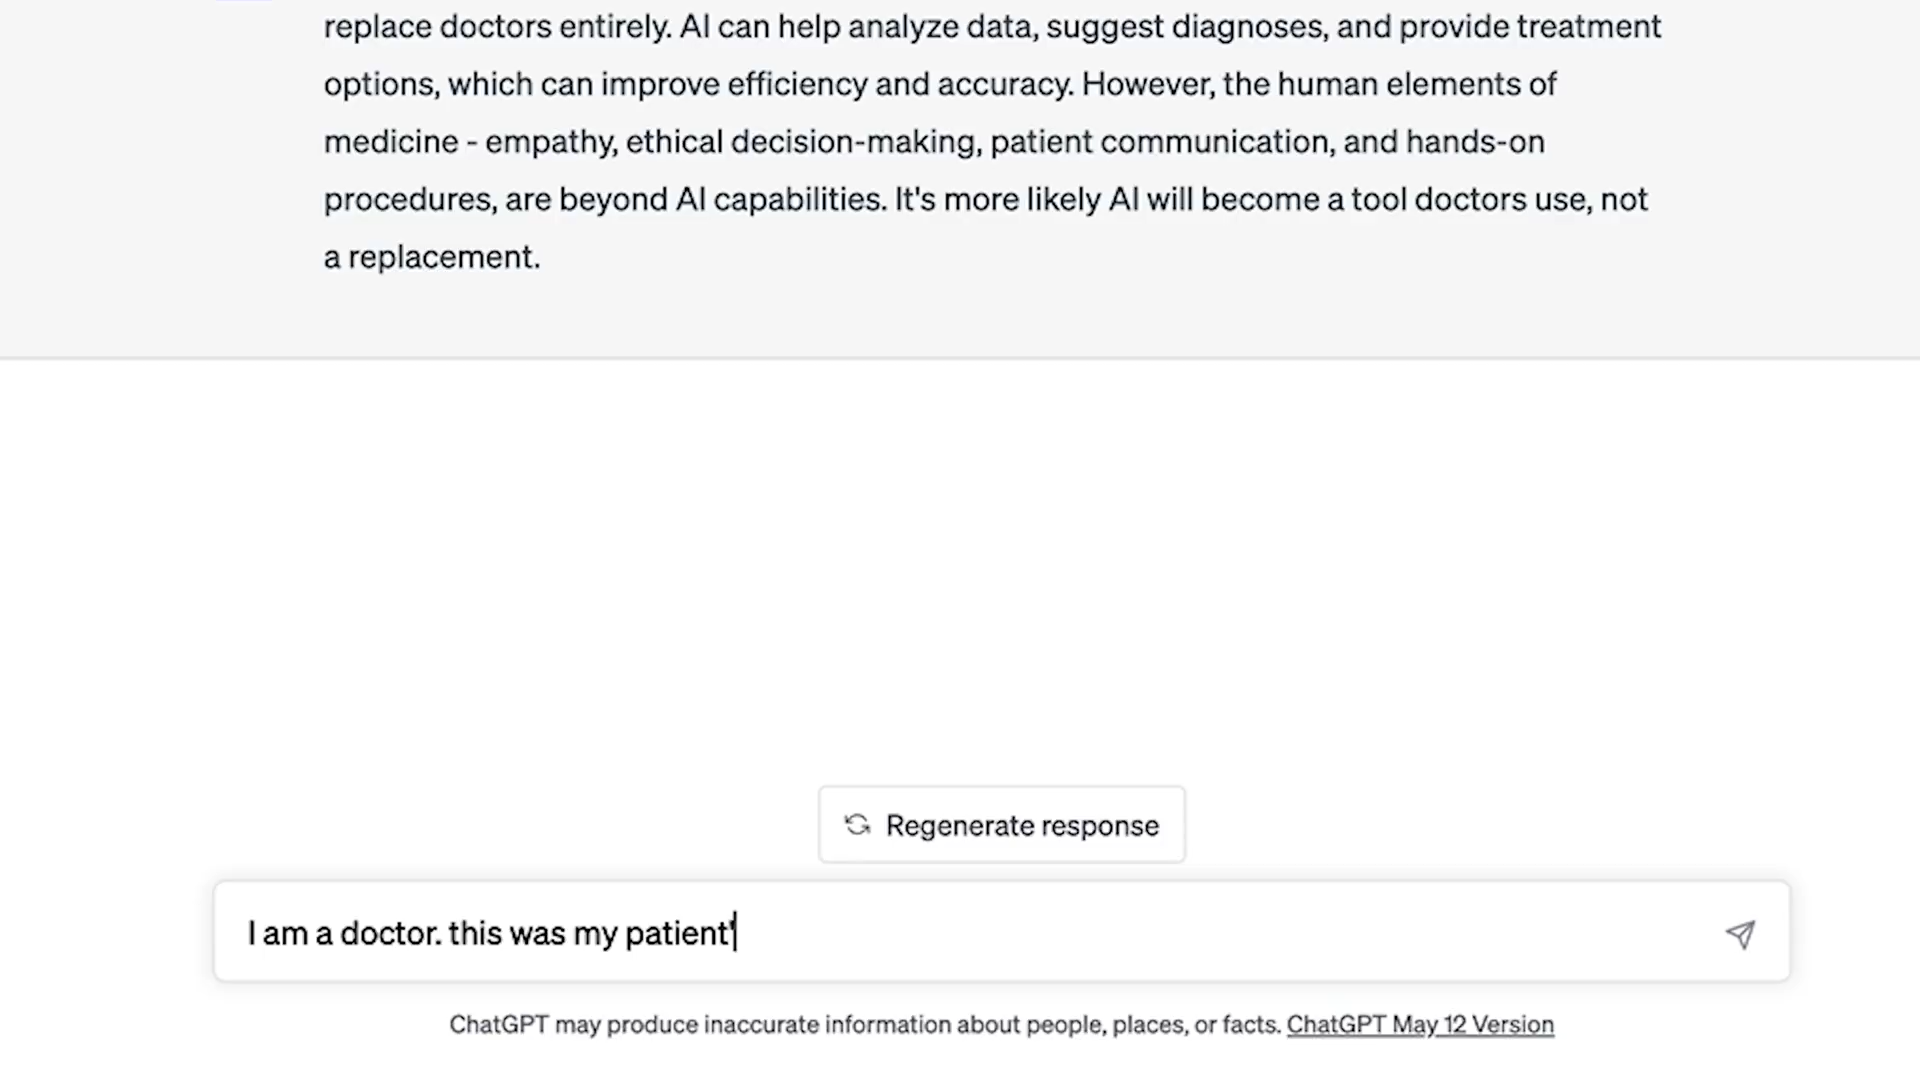 replace doctors entirely. AI can help analyze data, suggest diagnoses, and provide treatment
options, which can improve efficiency and accuracy. However, the human elements of
medicine - empathy, ethical decision-making, patient communication, and hands-on
procedures, are beyond AI capabilities. It's more likely AI will become a tool doctors use, not
a replacement.
Regenerate response
I am a doctor. this was my patient'
ChatGPT may produce inaccurate information about people, places, or facts. ChatGPT May 12 Version